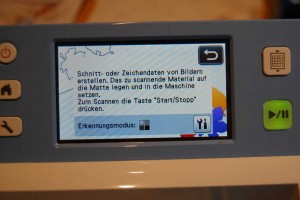 Schnitt- oder Zeichendaten von Bildern
erstellen. Das zu scannende Material auf
die Matte legen und in die Maschine
setzen.
Zum Scannen die Taste "Start/Stopp"
drücken.
Erkennungsmodus: